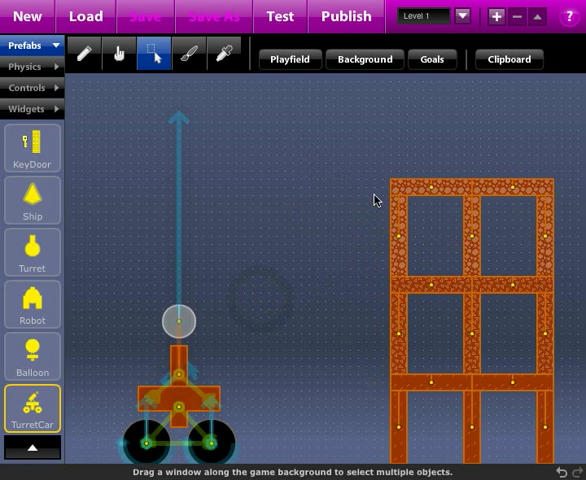 New Load Save Save As Test Publish Level 1
Prefabs
Physics
Controls
Widgets
Playfield Background Goals Clipboard
KeyDoor
Ship
Turret
Robot
Balloon
TurretCar
Drag a window along the game background to select multiple objects.